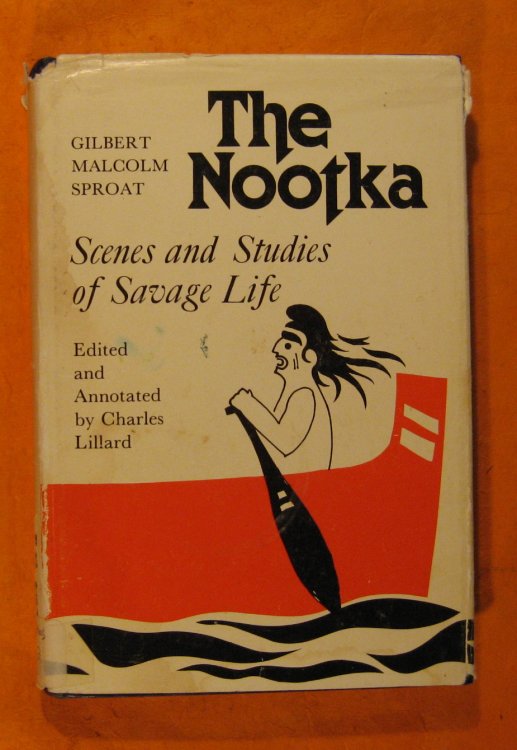 The
Nootka
GILBERT
MALCOLM
SPROAT
Scenes and Studies
of Savage Life
Edited
and
Annotated
by Charles
Lillard